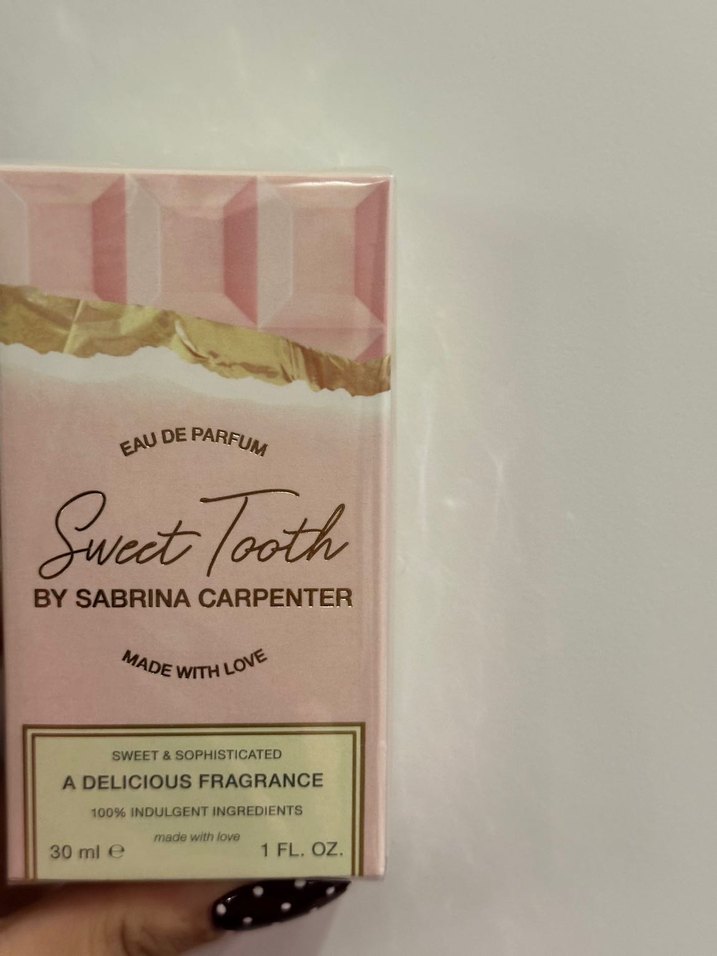 EAU DE PARFUM
Sweet Tooth
BY SABRINA CARPENTER
MADE WITH LOVE
SWEET & SOPHISTICATED
A DELICIOUS FRAGRANCE
100% INDULGENT INGREDIENTS
made with love
30 ml ℮ 1 FL. OZ.